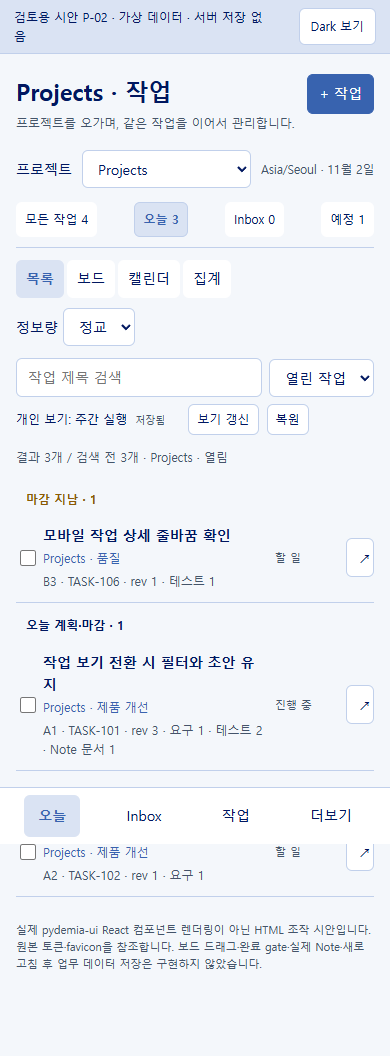 검토용 시안 P-02 · 가상 데이터 · 서버 저장 없
음
Dark 보기
Projects · 작업
+ 작업
프로젝트를 오가며, 같은 작업을 이어서 관리합니다.
프로젝트
Projects
Asia/Seoul · 11월 2일
모든 작업 4
오늘 3
Inbox 0
예정 1
목록
보드
캘린더
집계
정보량
정교
작업 제목 검색
열린 작업
개인 보기: 주간 실행 저장됨
보기 갱신
복원
결과 3개 / 검색 전 3개 · Projects · 열림
마감 지남 · 1
모바일 작업 상세 줄바꿈 확인
Projects · 품질
할 일
↗
B3 · TASK-106 · rev 1 · 테스트 1
오늘 계획·마감 · 1
작업 보기 전환 시 필터와 초안 유
지
Projects · 제품 개선
진행 중
↗
A1 · TASK-101 · rev 3 · 요구 1 · 테스트 2
· Note 문서 1
오늘
Inbox
작업
더보기
Projects · 제품 개선
할 일
↗
A2 · TASK-102 · rev 1 · 요구 1
실제 pydemia-ui React 컴포넌트 렌더링이 아닌 HTML 조작 시안입니다.
원본 토큰·favicon을 참조합니다. 보드 드래그·완료 gate·실제 Note·새로
고침 후 업무 데이터 저장은 구현하지 않았습니다.